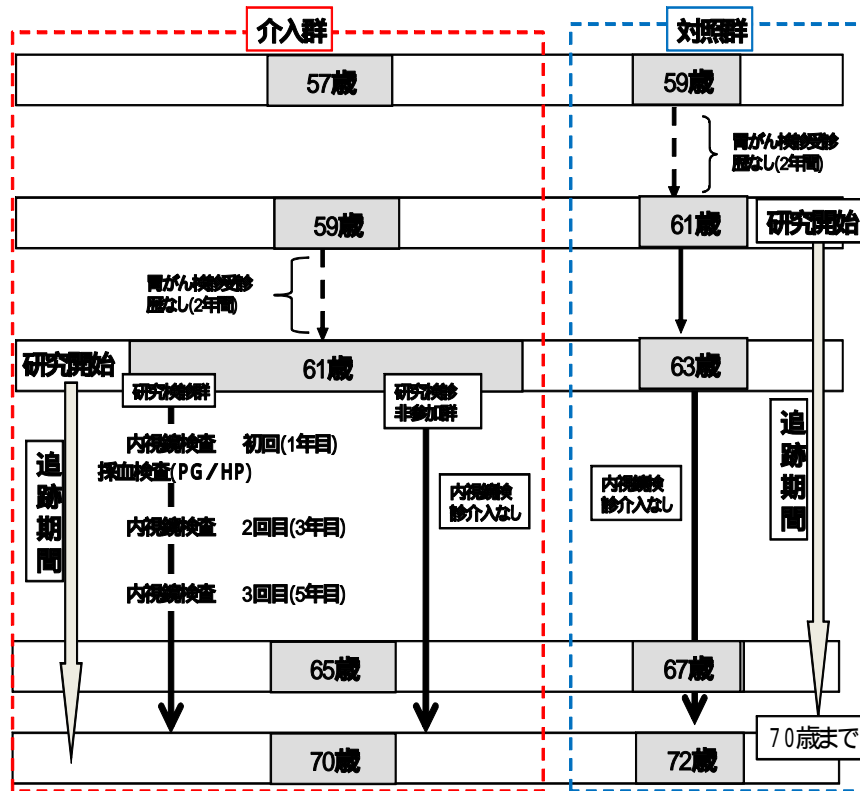 介入群
対照群
57歳
59歳
胃がん検診受診
歴なし(2年間)
59歳
61歳
研究開始
胃がん検診受診
歴なし(2年間)
研究開始
61歳
63歳
研究検診群
研究検診
非参加群
内視鏡検査 初回(1年目)
採血検査(PG/HP)
内視鏡検査 2回目(3年目)
内視鏡検査 3回目(5年目)
追跡期間
内視鏡検
診介入なし
内視鏡検
診介入なし
追跡期間
65歳
67歳
70歳
72歳
70歳まで